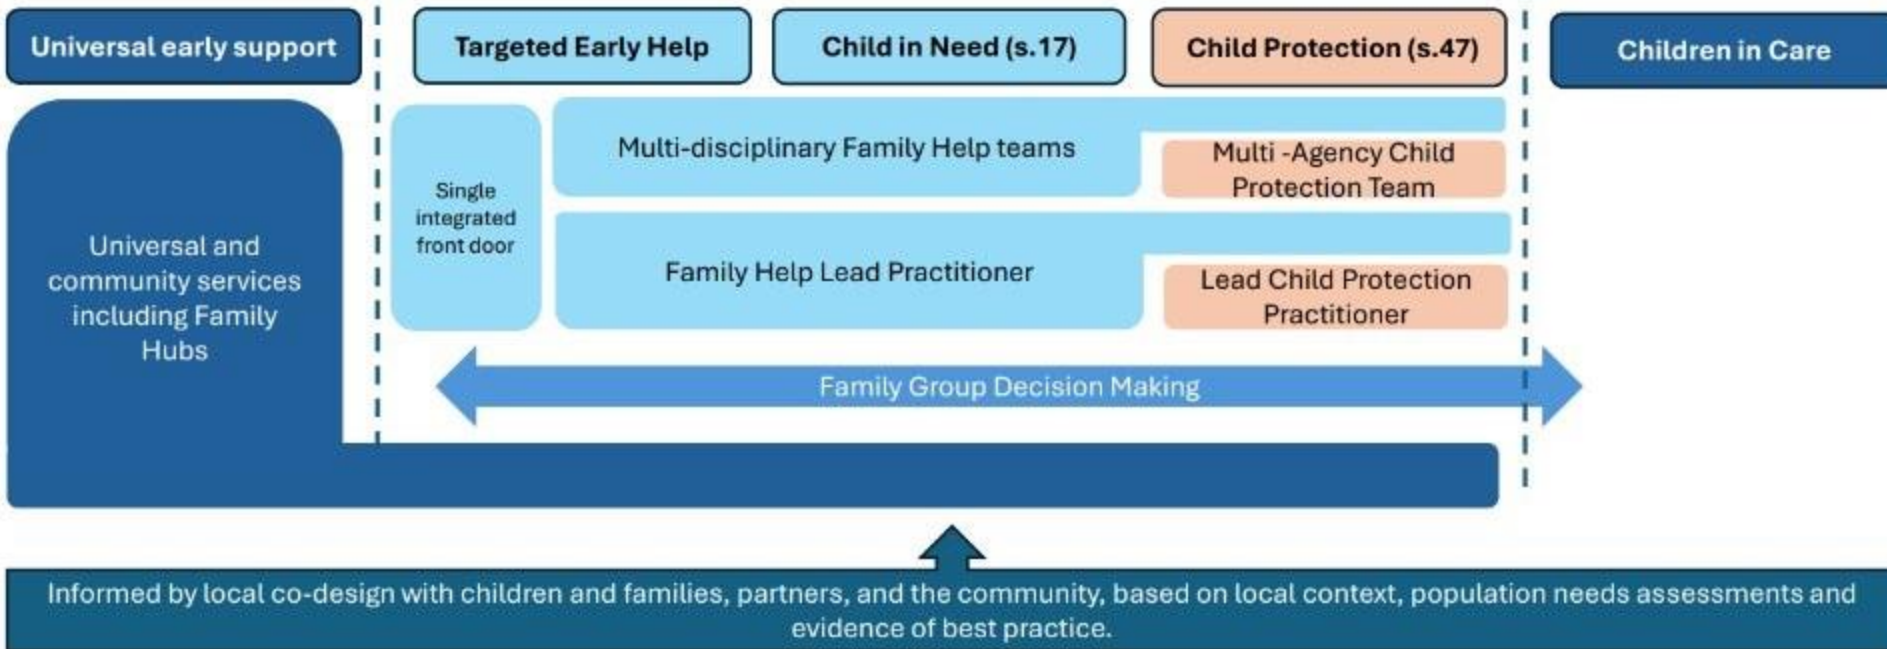 Universal early support
Targeted Early Help
Child in Need (s.17)
Child Protection (s.47)
Children in Care
Universal and
community services
including Family
Hubs
Single
integrated
front door
Multi-disciplinary Family Help teams
Multi -Agency Child
Protection Team
Family Help Lead Practitioner
Lead Child Protection
Practitioner
Family Group Decision Making
Informed by local co-design with children and families, partners, and the community, based on local context, population needs assessments and
evidence of best practice.